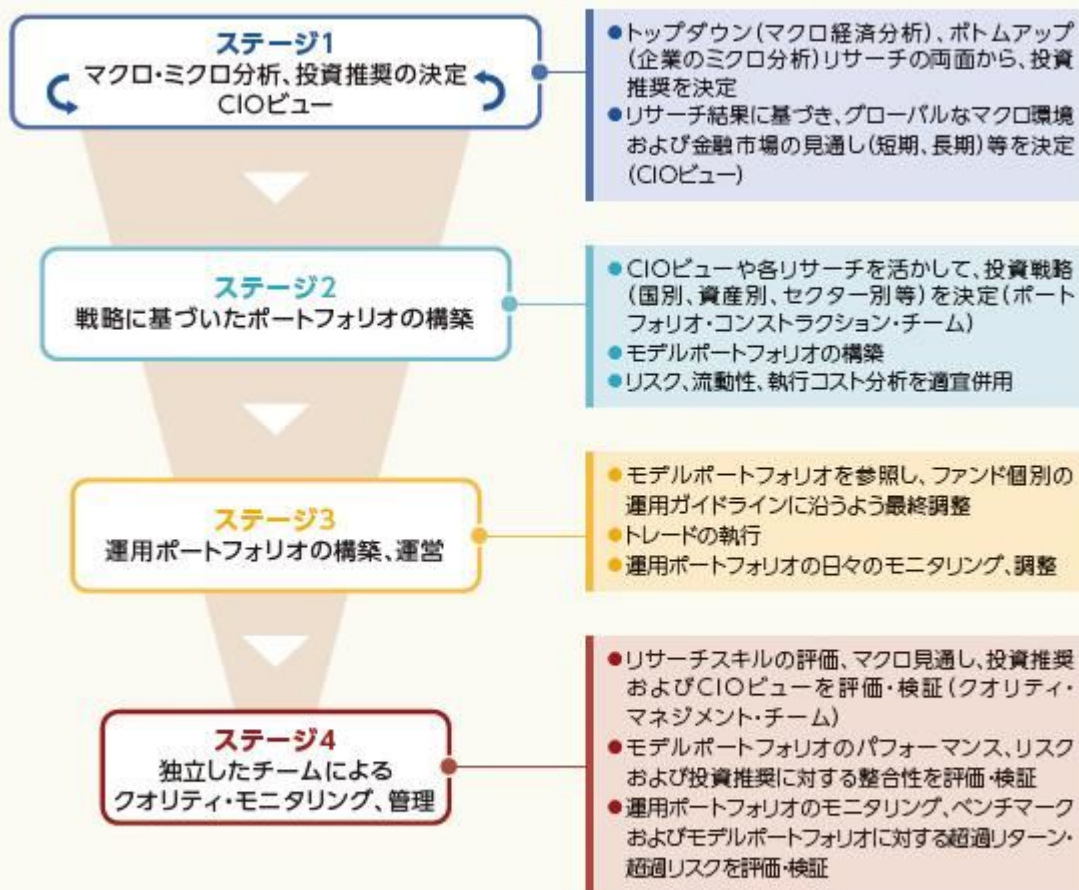 ステージ1
マクロ・ミクロ分析、投資推奨の決定
CIOビュー
●トップダウン(マクロ経済分析)、ボトムアップ
(企業のミクロ分析)リサーチの両面から、投資
推奨を決定
●リサーチ結果に基づき、グローバルなマクロ環境
および金融市場の見通し(短期、長期)等を決定
(CIOビュー)
ステージ2
戦略に基づいたポートフォリオの構築
●CIOビューや各リサーチを活かして、投資戦略
(国別、資産別、セクター別等)を決定(ポート
フォリオ・コンストラクション・チーム)
●モデルポートフォリオの構築
●リスク、流動性、執行コスト分析を適宜併用
ステージ3
運用ポートフォリオの構築、運営
●モデルポートフォリオを参照し、ファンド個別の
運用ガイドラインに沿うよう最終調整
●トレードの執行
●運用ポートフォリオの日々のモニタリング、調整
ステージ4
独立したチームによる
クオリティ・モニタリング、管理
●リサーチスキルの評価、マクロ見通し、投資推奨
およびCIOビューを評価・検証(クオリティ・
マネジメント・チーム)
●モデルポートフォリオのパフォーマンス、リスク
および投資推奨に対する整合性を評価・検証
●運用ポートフォリオのモニタリング、ベンチマーク
およびモデルポートフォリオに対する超過リターン・
超過リスクを評価・検証